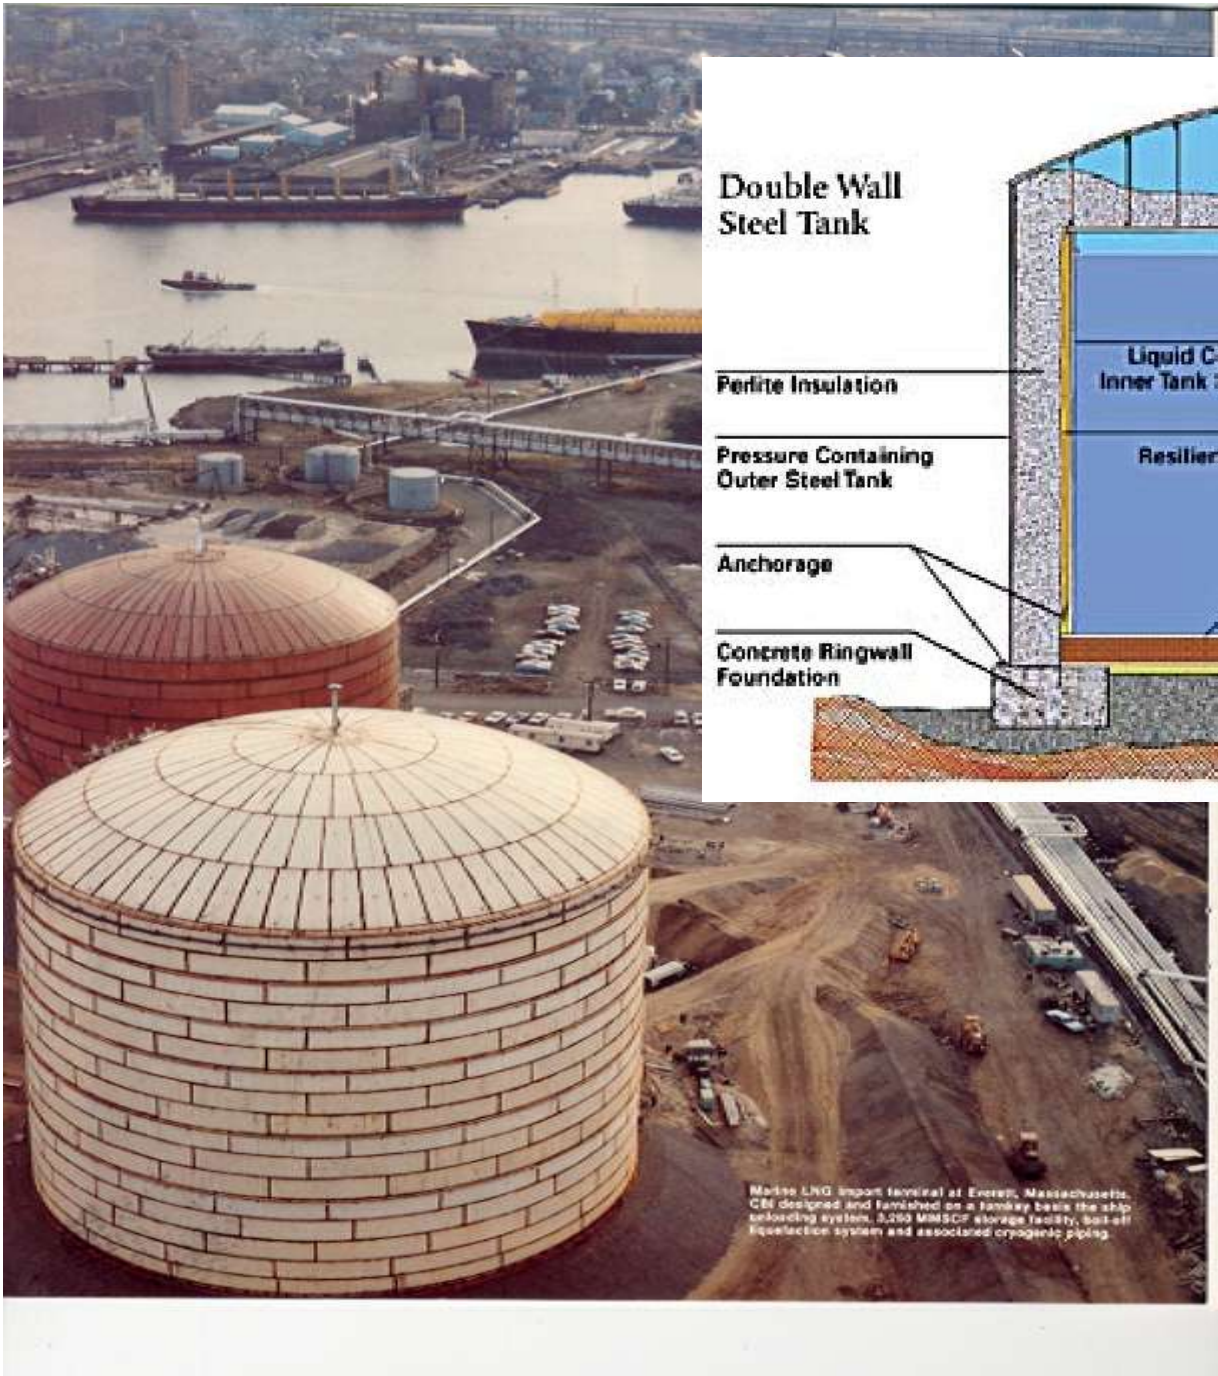 Double Wall
Steel Tank
Perlite Insulation
Pressure Containing
Outer Steel Tank
Anchorage
Concrete Ringwall
Foundation
Liquid C
Inner Tank
Resilien
Marine LNG import terminal at Everett, Massachusetts.
CBI designed and furnished on a turnkey basis the ship
unloading system, MMSCF storage facility, boil-off
liquefaction system and associated cryogenic piping.